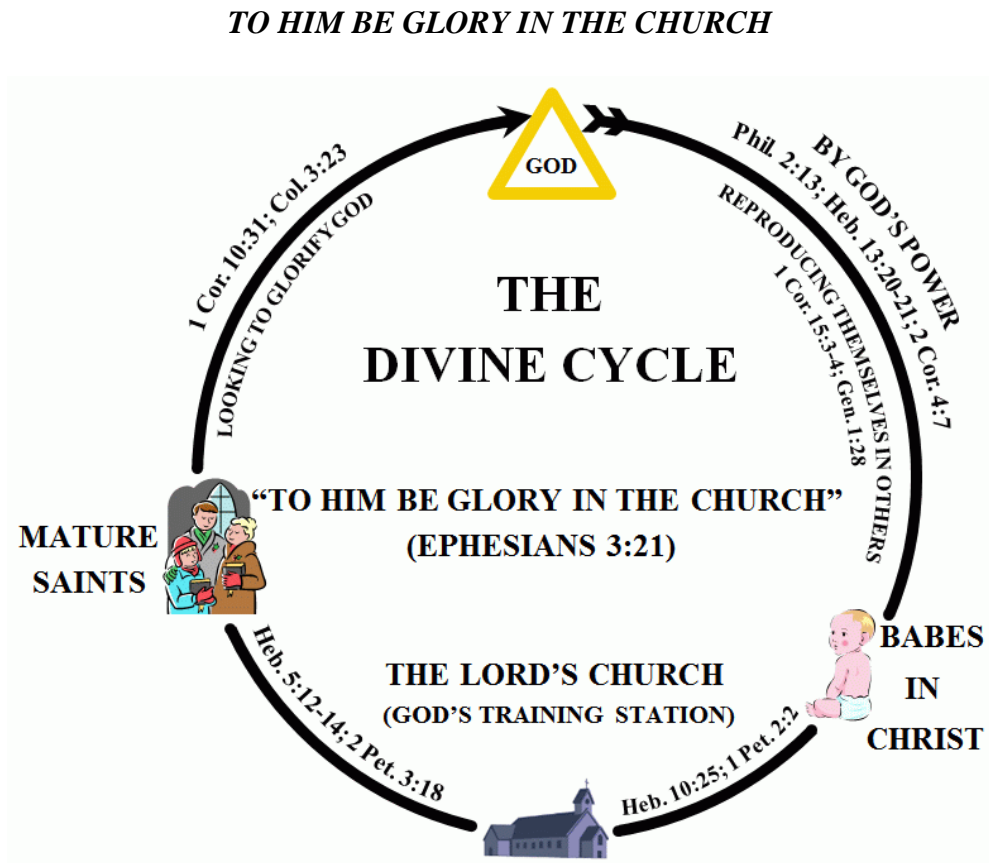 TO HIM BE GLORY IN THE CHURCH
GOD
1 Cor. 10:31; Col. 3:23
LOOKING TO GLORIFY GOD
BY GOD'S POWER
Phil. 2:13; Heb. 13:20-21; 2 Cor. 4:7
REPRODUCING THEMSELVES IN OTHERS
1 Cor. 15:3-4; Gen. 1:28
THE
DIVINE CYCLE
“TO HIM BE GLORY IN THE CHURCH”
(EPHESIANS 3:21)
MATURE
SAINTS
BABES
IN
CHRIST
THE LORD'S CHURCH
(GOD'S TRAINING STATION)
Heb. 5:12-14; 2 Pet. 3:18
Heb. 10:25; 1 Pet. 2:2